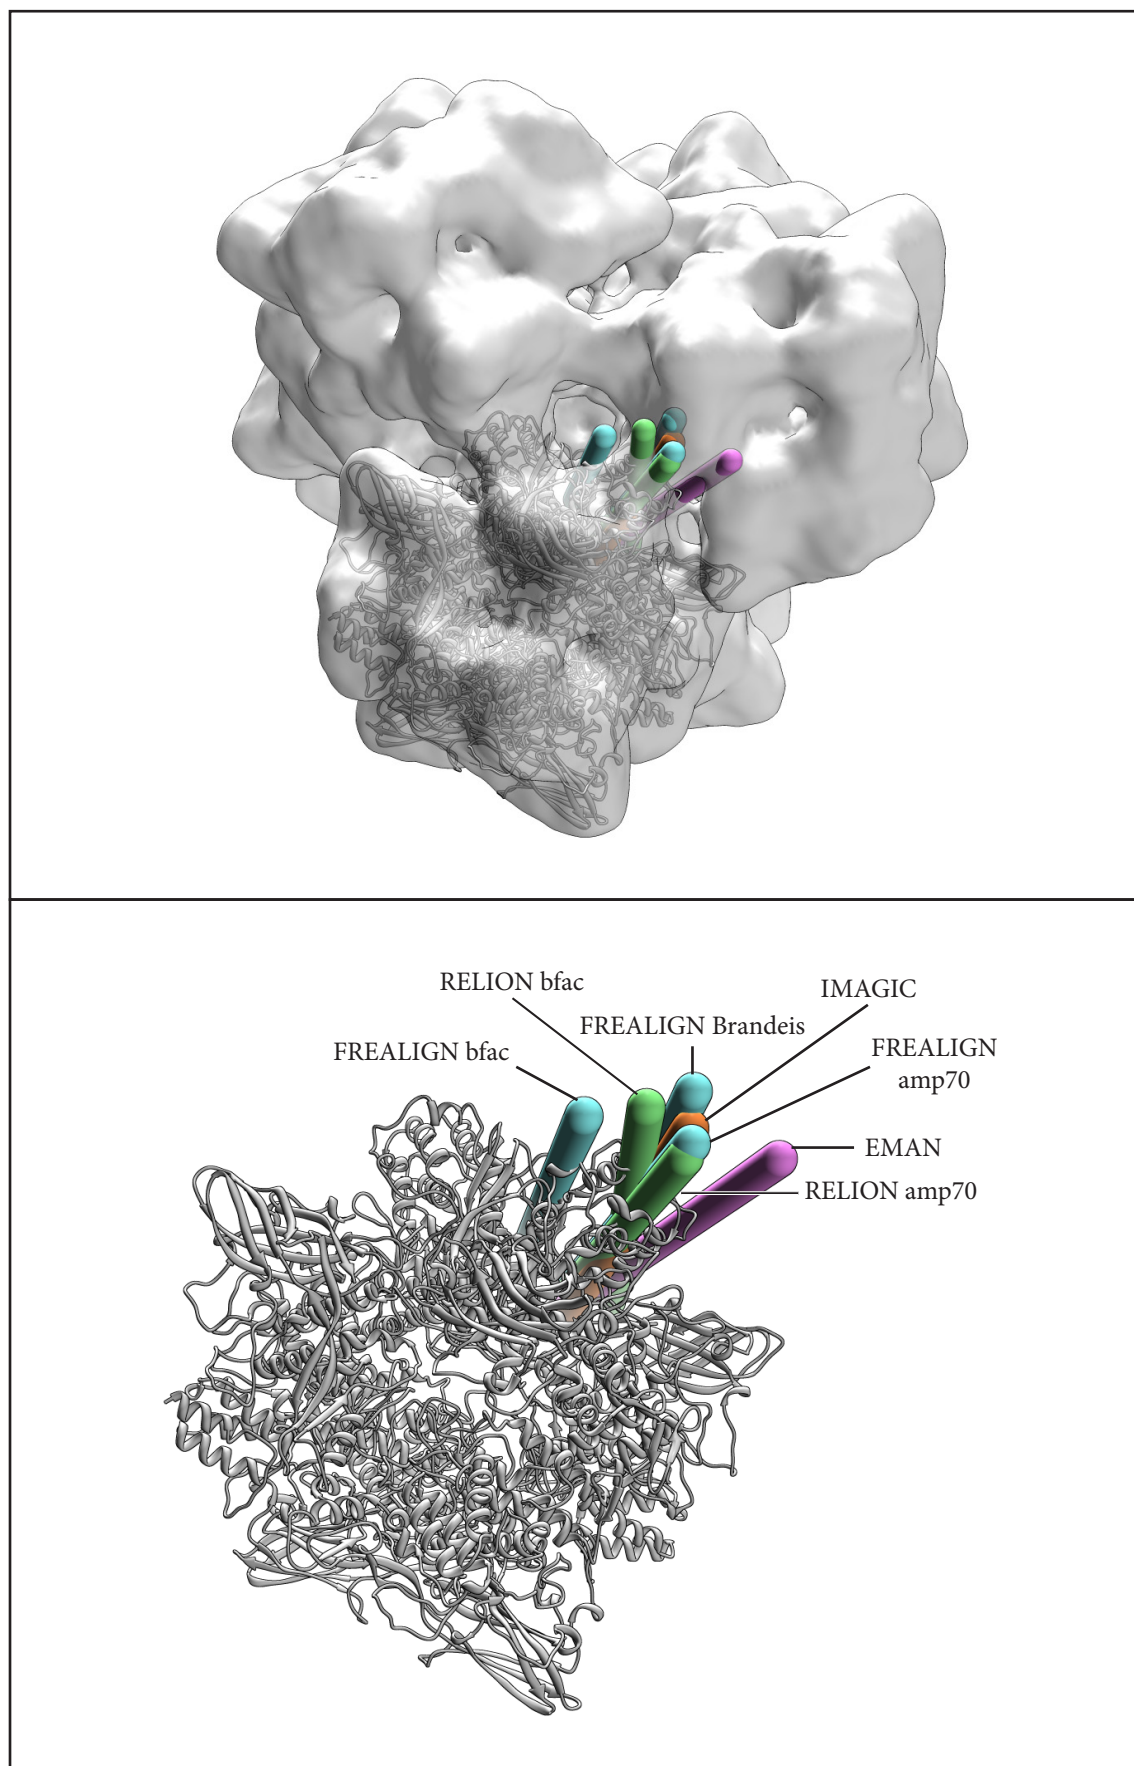 RELION bfac
IMAGIC
FREALIGN Brandeis
FREALIGN bfac
FREALIGN
amp70
EMAN
RELION amp70